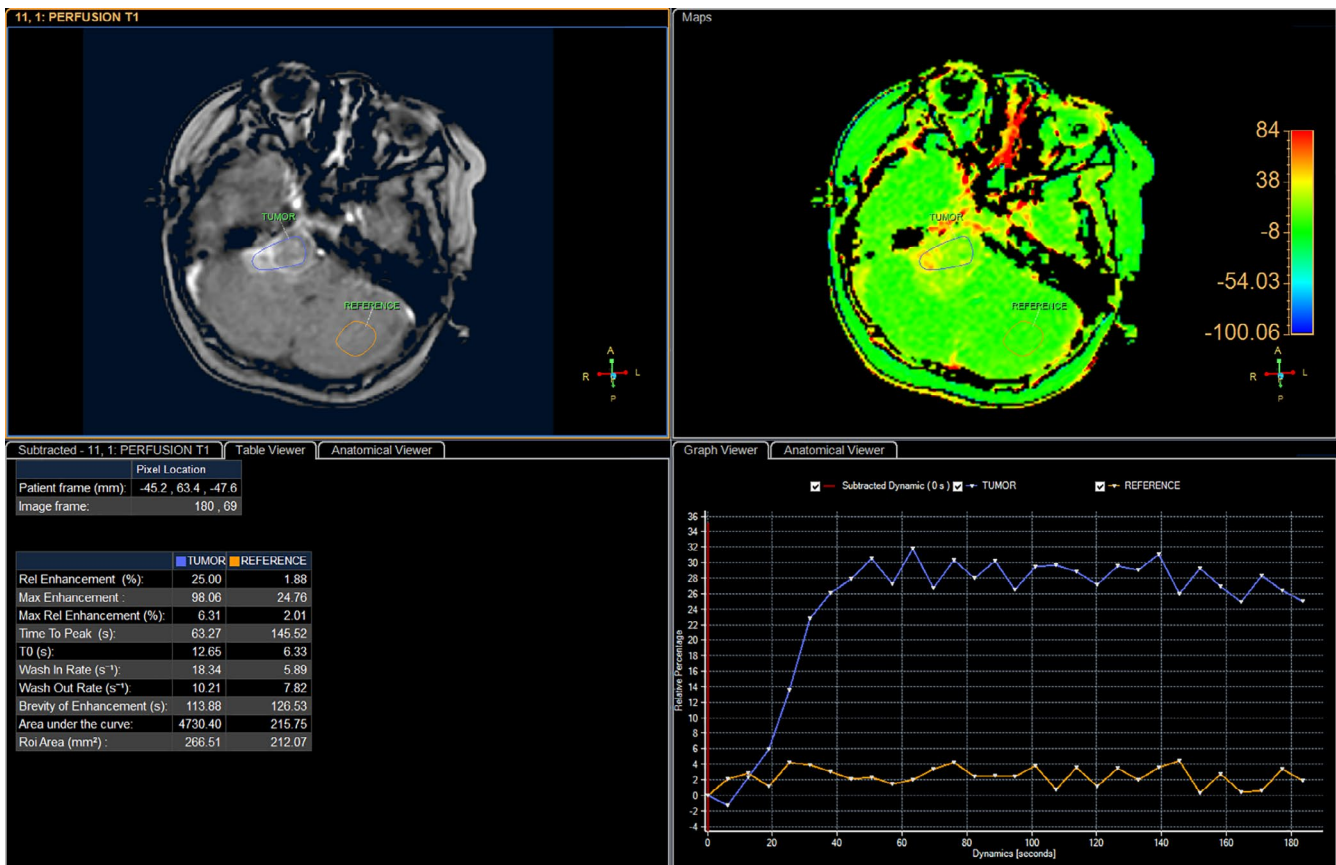 11, 1: PERFUSION T1
TUMOR
REFERENCE
A
R L
P
Maps
TUMOR
REFERENCE
84
38
-8
-54.03
-100.06
A
R L
P
Subtracted - 11, 1: PERFUSION T1 Table Viewer Anatomical Viewer
Pixel Location
Patient frame (mm): -45.2 , 63.4 , -47.6
Image frame: 180 , 69
TUMOR REFERENCE
Rel Enhancement (%): 25.00 1.88
Max Enhancement : 98.06 24.76
Max Rel Enhancement (%): 6.31 2.01
Time To Peak (s): 63.27 145.52
T0 (s): 12.65 6.33
Wash In Rate (s⁻¹): 18.34 5.89
Wash Out Rate (s⁻¹): 10.21 7.82
Brevity of Enhancement (s): 113.88 126.53
Area under the curve: 4730.40 215.75
Roi Area (mm²) : 266.51 212.07
Graph Viewer Anatomical Viewer
Subtracted Dynamic ( 0 s ) TUMOR REFERENCE
Relative Percentage
36
34
32
30
28
26
24
22
20
18
16
14
12
10
8
6
4
2
0
-2
-4
0 20 40 60 80 100 120 140 160 180
Dynamics [seconds]